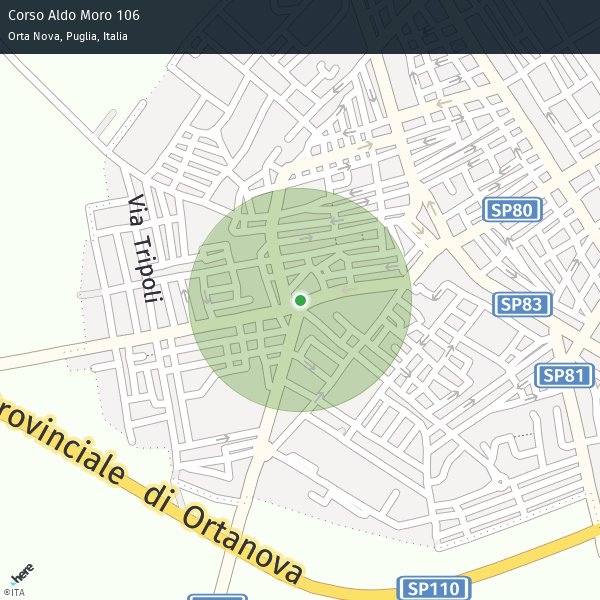 Corso Aldo Moro 106
Orta Nova, Puglia, Italia
SP80
Via Tripoli
SP83
SP81
rovinciale di Ortanova
SP110
here
©ITA